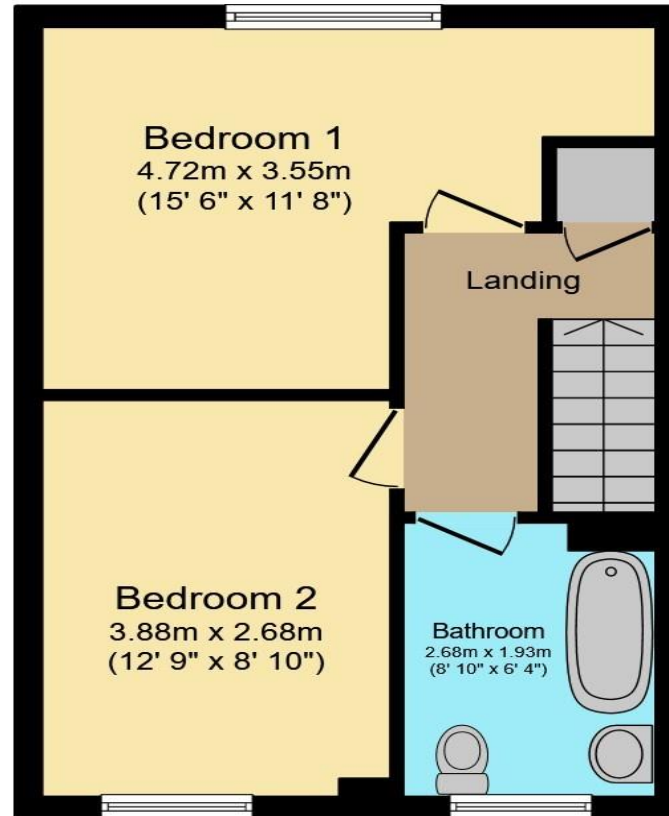 Bedroom 1
4.72m x 3.55m
(15' 6" x 11' 8")
Landing
Bedroom 2
3.88m x 2.68m
(12' 9" x 8' 10")
Bathroom
2.68m x 1.93m
(8' 10" x 6' 4")